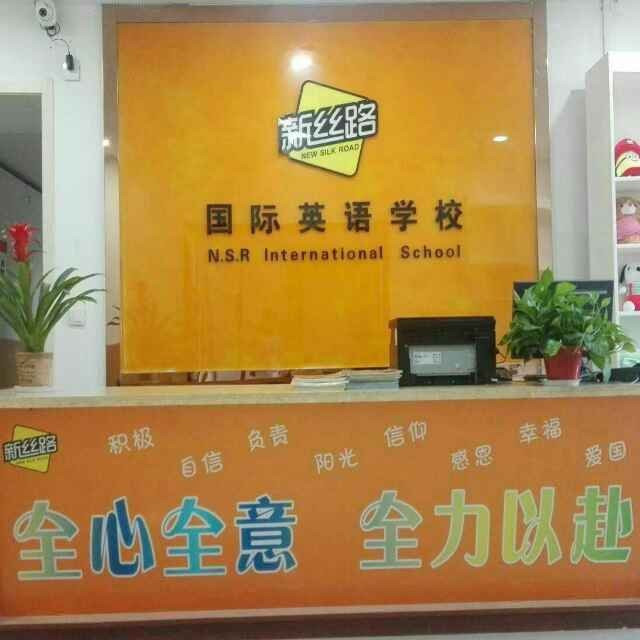 新丝路
NEW SILK ROAD
国际英语学校
N.S.R International School
新丝路
积极 负责 信仰 幸福
自信 阳光 感恩 爱国
全心全意 全力以赴